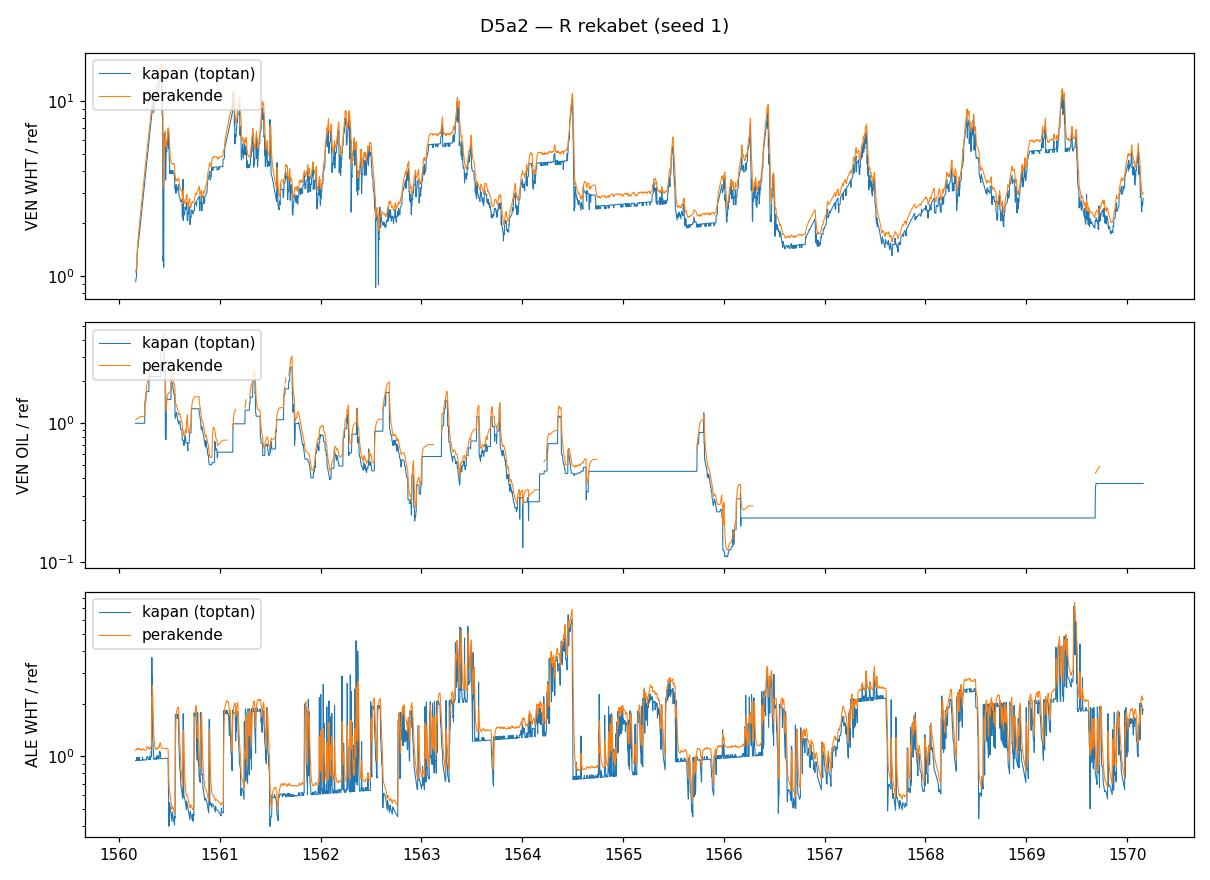 D5a2 — R rekabet (seed 1)
kapan (toptan)
perakende
10¹
10⁰
VEN WHT / ref
kapan (toptan)
perakende
10⁰
10⁻¹
VEN OIL / ref
kapan (toptan)
perakende
10⁰
ALE WHT / ref
1560 1561 1562 1563 1564 1565 1566 1567 1568 1569 1570